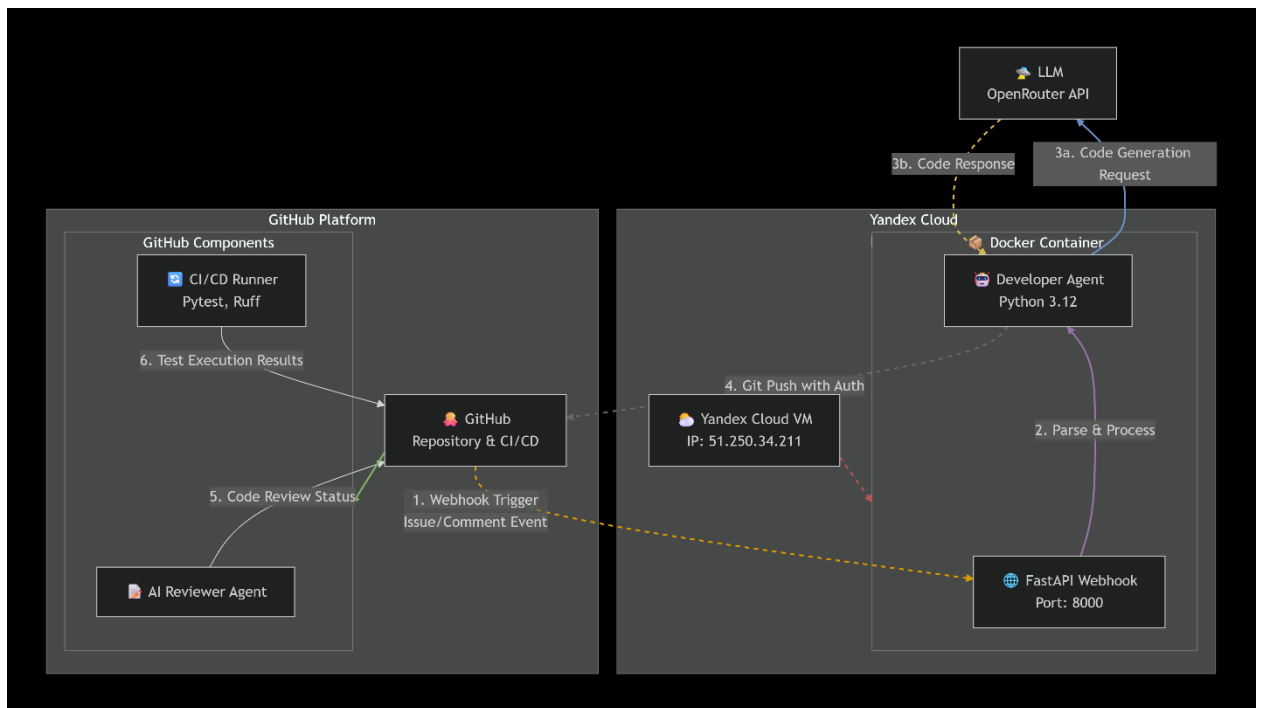 LLM
OpenRouter API
3b. Code Response
3a. Code Generation
Request
GitHub Platform
Yandex Cloud
GitHub Components
Docker Container
CI/CD Runner
Pytest, Ruff
Developer Agent
Python 3.12
6. Test Execution Results
4. Git Push with Auth
GitHub
Repository & CI/CD
Yandex Cloud VM
IP: 51.250.34.211
2. Parse & Process
5. Code Review Status
1. Webhook Trigger
Issue/Comment Event
AI Reviewer Agent
FastAPI Webhook
Port: 8000